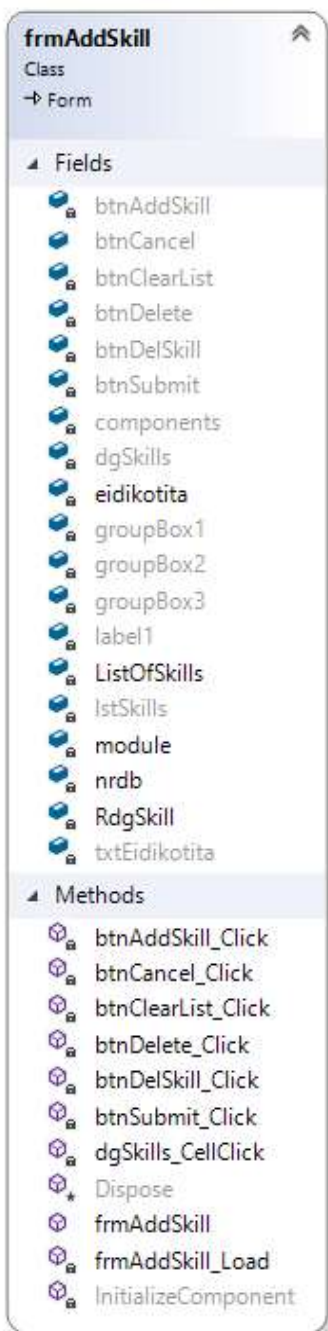 frmAddSkill
Class
Form
Fields
btnAddSkill
btnCancel
btnClearList
btnDelete
btnDelSkill
btnSubmit
components
dgSkills
eidikotita
groupBox1
groupBox2
groupBox3
label1
ListOfSkills
lstSkills
module
nrdb
RdgSkill
txtEidikotita
Methods
btnAddSkill_Click
btnCancel_Click
btnClearList_Click
btnDelete_Click
btnDelSkill_Click
btnSubmit_Click
dgSkills_CellClick
Dispose
frmAddSkill
frmAddSkill_Load
InitializeComponent